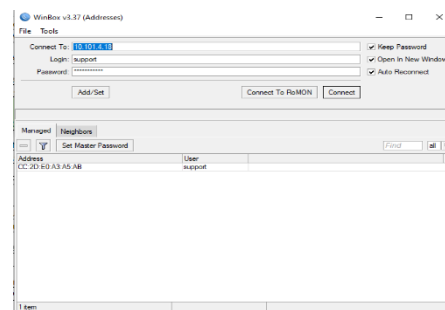 WinBox v3.37 (Addresses)
File Tools
Connect To: 10.101.4.18
Keep Password
Login: support
Open In New Window
Password: ***********
Auto Reconnect
Add/Set Connect To RoMON Connect
Managed Neighbors
Set Master Password Find all
Address User
CC:2D:E0:A3:A5:AB support
1 item